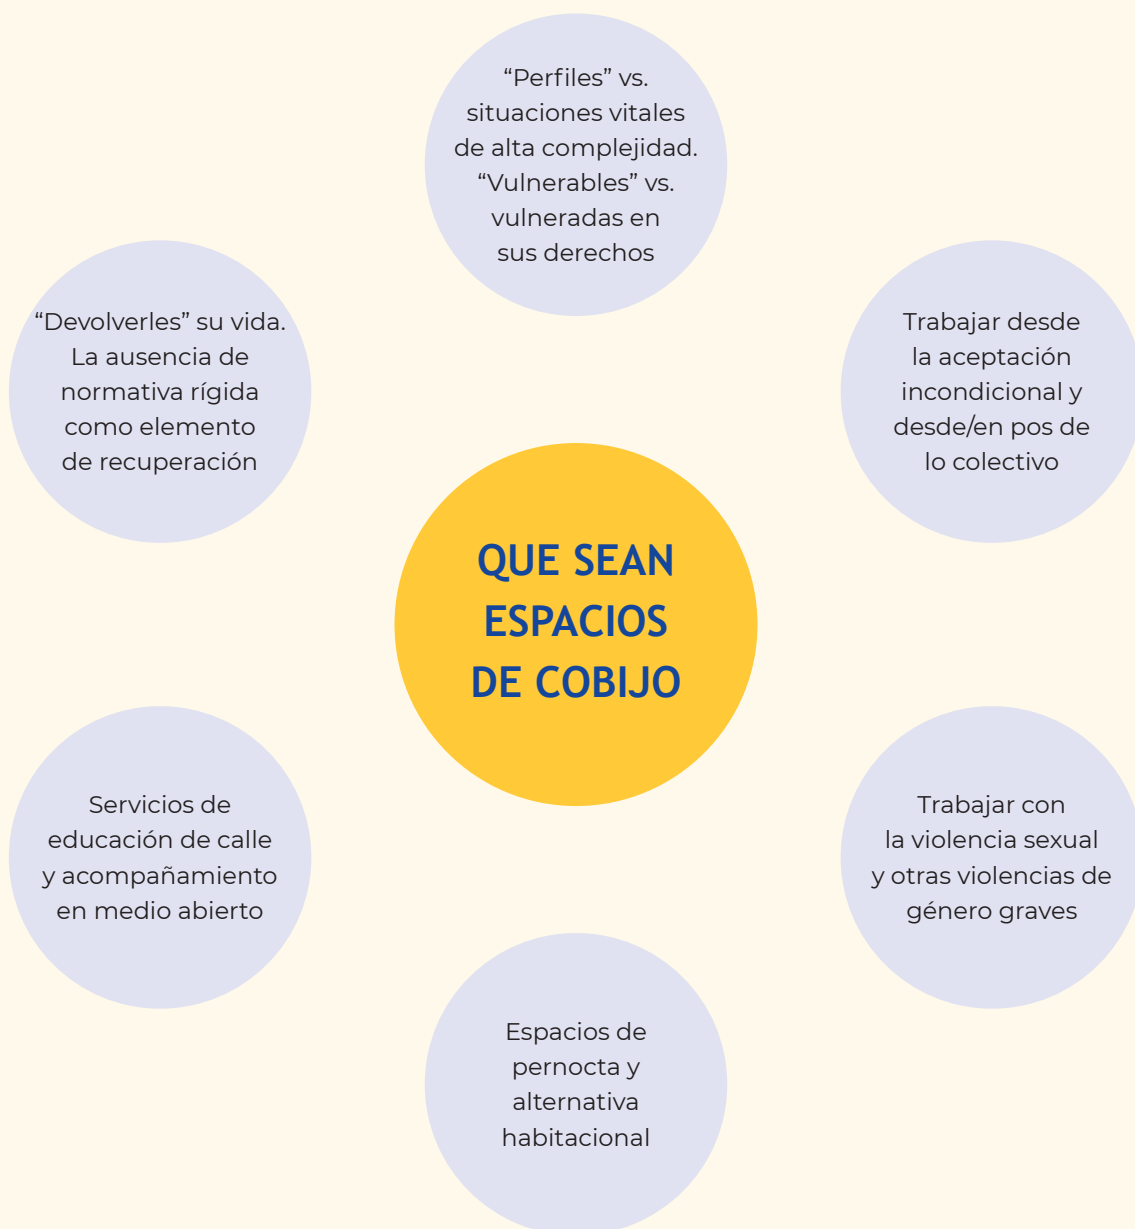 “Perfiles” vs.
situaciones vitales
de alta complejidad.
“Vulnerables” vs.
vulneradas en
sus derechos
“Devolverles” su vida.
La ausencia de
normativa rígida
como elemento
de recuperación
Trabajar desde
la aceptación
incondicional y
desde/en pos de
lo colectivo
QUE SEAN
ESPACIOS
DE COBIJO
Servicios de
educación de calle
y acompañamiento
en medio abierto
Trabajar con
la violencia sexual
y otras violencias de
género graves
Espacios de
pernocta y
alternativa
habitacional